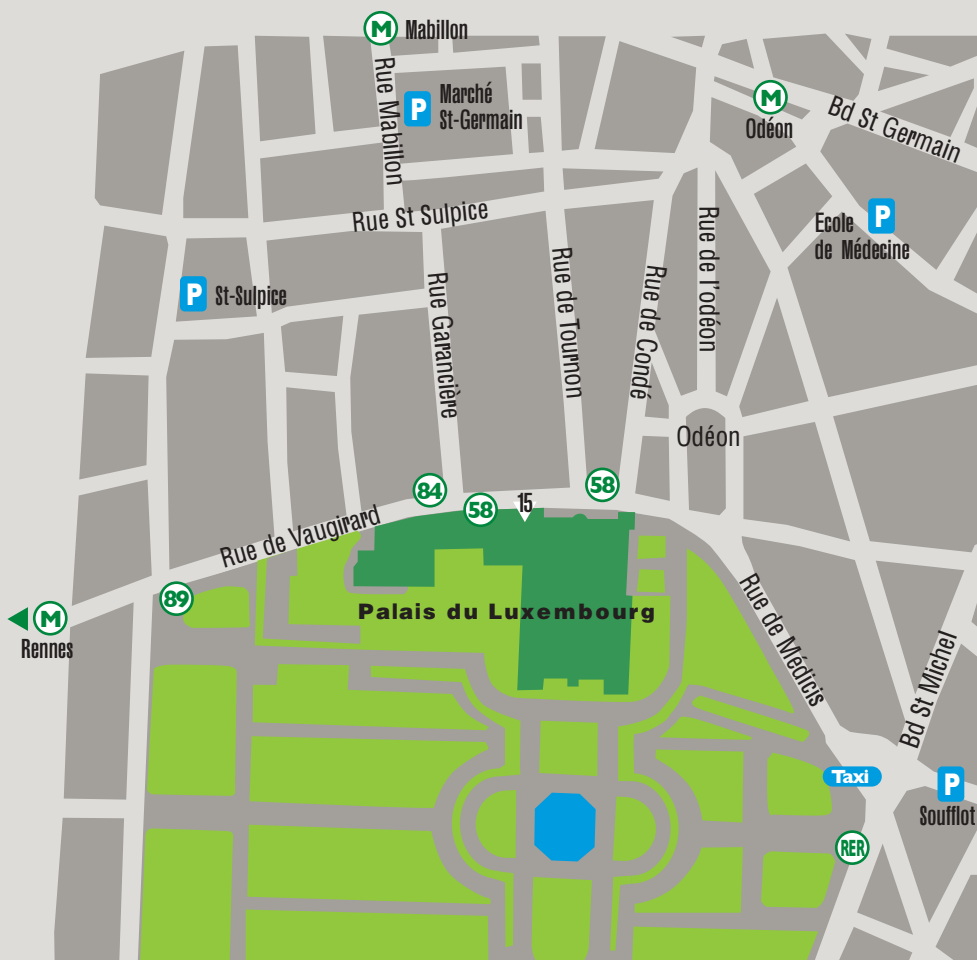 M Mabillon
Rue Mabillon
P Marché
St-Germain
M
Odéon
Bd St Germain
Rue St Sulpice
Ecole P
de Médecine
P St-Sulpice
Rue Garancière
Rue de Tournon
Rue de Condé
Rue de l'odéon
Odéon
84
58
15
58
Rue de Vaugirard
89
M
Rennes
Palais du Luxembourg
Rue de Médicis
Bd St Michel
Taxi
P
Soufflot
RER